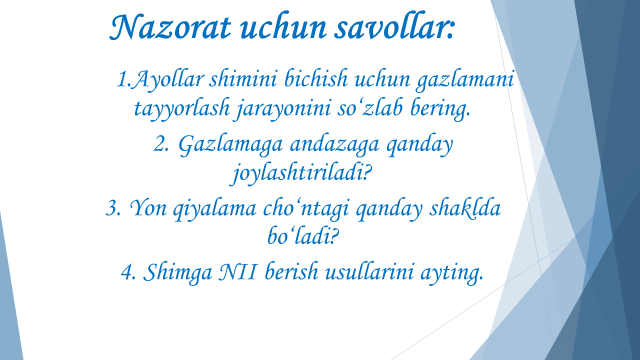 Nazorat uchun savollar:
1.Ayollar shimini bichish uchun gazlamani
tayyorlash jarayonini so‘zlab bering.
2. Gazlamaga andazaga qanday
joylashtiriladi?
3. Yon qiyalama cho‘ntagi qanday shaklda
bo‘ladi?
4. Shimga NII berish usullarini ayting.